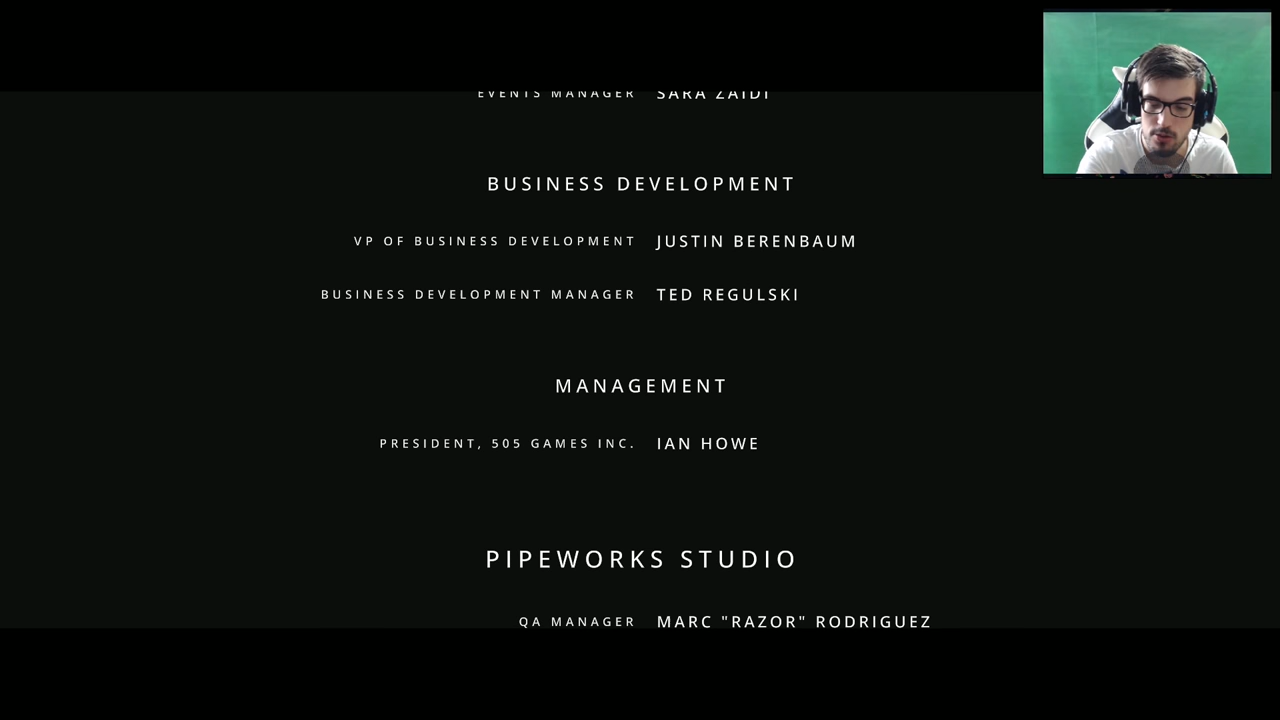 EVENTS MANAGER SARA ZAIDI
BUSINESS DEVELOPMENT
VP OF BUSINESS DEVELOPMENT JUSTIN BERENBAUM
BUSINESS DEVELOPMENT MANAGER TED REGULSKI
MANAGEMENT
PRESIDENT, 505 GAMES INC. IAN HOWE
PIPEWORKS STUDIO
QA MANAGER MARC "RAZOR" RODRIGUEZ